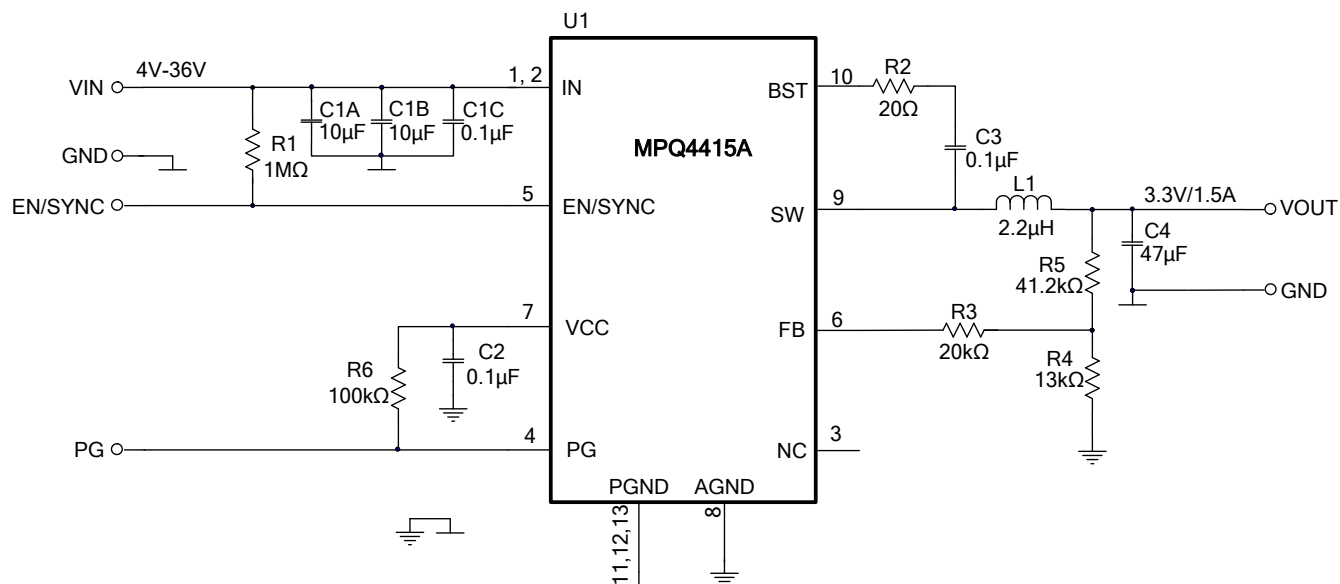 U1
4V-36V
VIN
1, 2
IN
BST
10
R2
20Ω
C1A
10µF
C1B
10µF
C1C
0.1µF
MPQ4415A
C3
0.1µF
GND
R1
1MΩ
L1
2.2µH
EN/SYNC
5
EN/SYNC
SW
9
3.3V/1.5A
VOUT
C4
47µF
R5
41.2kΩ
GND
7
VCC
FB
6
R3
20kΩ
C2
0.1µF
R6
100kΩ
R4
13kΩ
PG
4
PG
NC
3
PGND
AGND
11,12,13
8